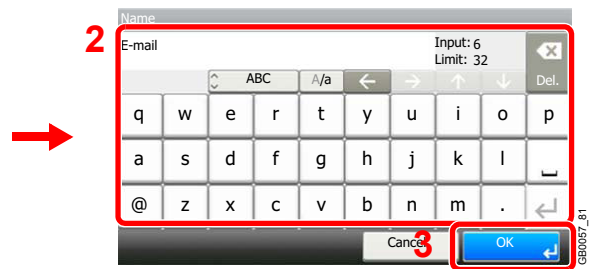 Name
2
E-mail
Input: 6
Limit: 32
ABC A/a ← → ↑ ↓ Del.
q w e r t y u i o p
a s d f g h j k l
@ z x c v b n m .
Cancel 3 OK
GB0057_81